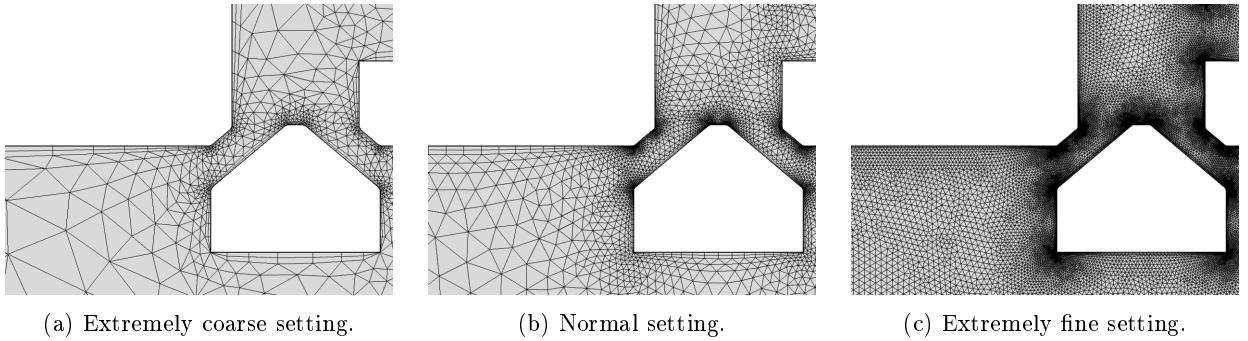 (a) Extremely coarse setting.
(b) Normal setting.
(c) Extremely fine setting.